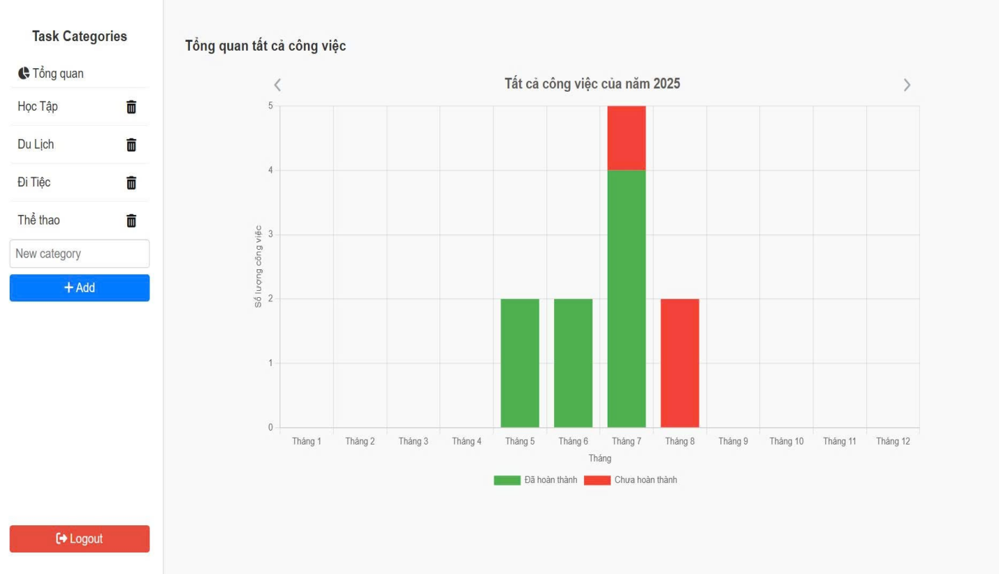 Task Categories
Tổng quan
Học Tập
Du Lịch
Đi Tiệc
Thể thao
New category
+ Add
Logout
Tổng quan tất cả công việc
Tất cả công việc của năm 2025
Số lượng công việc
5
4
3
2
1
0
Tháng 1 Tháng 2 Tháng 3 Tháng 4 Tháng 5 Tháng 6 Tháng 7 Tháng 8 Tháng 9 Tháng 10 Tháng 11 Tháng 12
Tháng
Đã hoàn thành Chưa hoàn thành